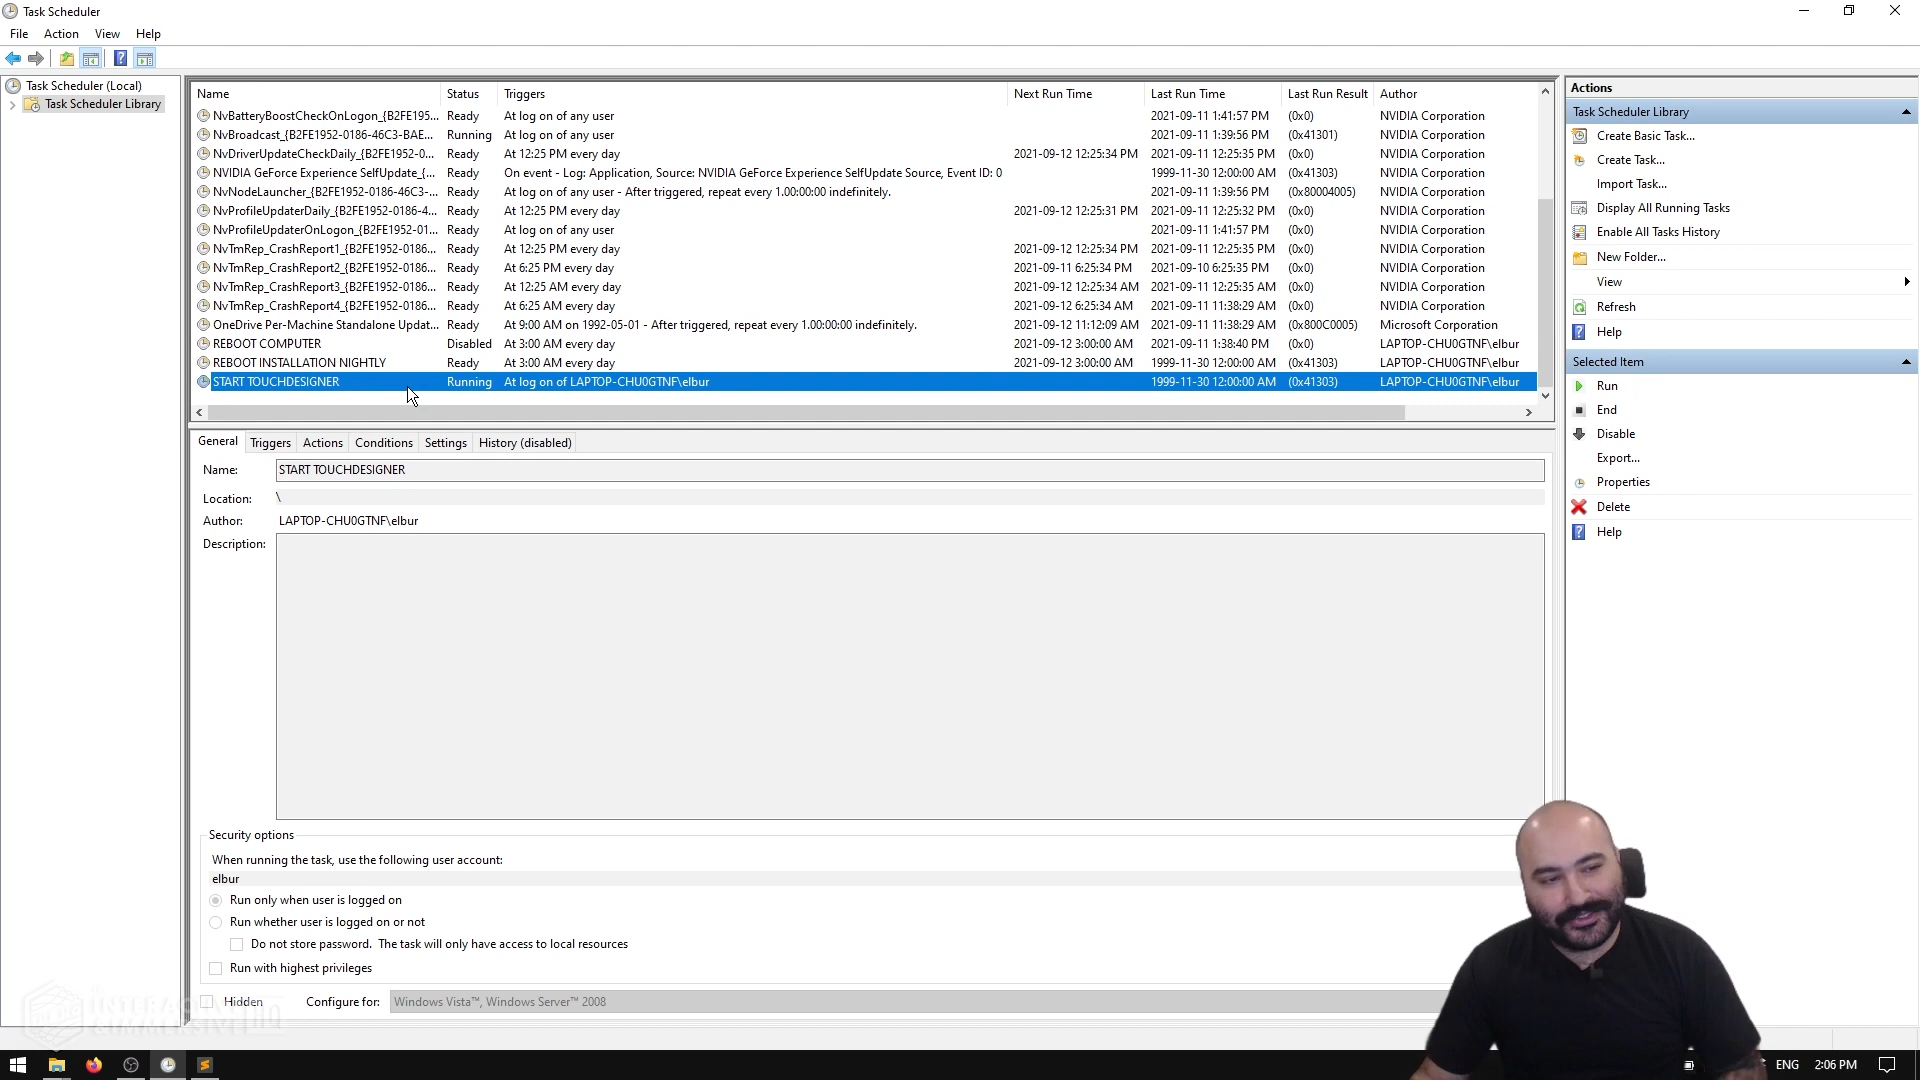 Task Scheduler
File Action View Help
Task Scheduler (Local)
Task Scheduler Library
Name Status Triggers Next Run Time Last Run Time Last Run Result Author
NvBatteryBoostCheckOnLogon_{B2FE195... Ready At log on of any user 2021-09-11 1:41:57 PM (0x0) NVIDIA Corporation
NvBroadcast_{B2FE1952-0186-46C3-BAE... Running At log on of any user 2021-09-11 1:39:56 PM (0x41301) NVIDIA Corporation
NvDriverUpdateCheckDaily_{B2FE1952-0... Ready At 12:25 PM every day 2021-09-12 12:25:34 PM 2021-09-11 12:25:35 PM (0x0) NVIDIA Corporation
NVIDIA GeForce Experience SelfUpdate_{... Ready On event - Log: Application, Source: NVIDIA GeForce Experience SelfUpdate Source, Event ID: 0 1999-11-30 12:00:00 AM (0x41303) NVIDIA Corporation
NvNodeLauncher_{B2FE1952-0186-46C3-... Ready At log on of any user - After triggered, repeat every 1.00:00:00 indefinitely. 2021-09-11 1:39:56 PM (0x80004005) NVIDIA Corporation
NvProfileUpdaterDaily_{B2FE1952-0186-4... Ready At 12:25 PM every day 2021-09-12 12:25:31 PM 2021-09-11 12:25:32 PM (0x0) NVIDIA Corporation
NvProfileUpdaterOnLogon_{B2FE1952-01... Ready At log on of any user 2021-09-11 1:41:57 PM (0x0) NVIDIA Corporation
NvTmRep_CrashReport1_{B2FE1952-0186... Ready At 12:25 PM every day 2021-09-12 12:25:34 PM 2021-09-11 12:25:35 PM (0x0) NVIDIA Corporation
NvTmRep_CrashReport2_{B2FE1952-0186... Ready At 6:25 PM every day 2021-09-11 6:25:34 PM 2021-09-10 6:25:35 PM (0x0) NVIDIA Corporation
NvTmRep_CrashReport3_{B2FE1952-0186... Ready At 12:25 AM every day 2021-09-12 12:25:34 AM 2021-09-11 12:25:35 AM (0x0) NVIDIA Corporation
NvTmRep_CrashReport4_{B2FE1952-0186... Ready At 6:25 AM every day 2021-09-12 6:25:34 AM 2021-09-11 11:38:29 AM (0x0) NVIDIA Corporation
OneDrive Per-Machine Standalone Updat... Ready At 9:00 AM on 1992-05-01 - After triggered, repeat every 1.00:00:00 indefinitely. 2021-09-12 11:12:09 AM 2021-09-11 11:38:29 AM (0x800C0005) Microsoft Corporation
REBOOT COMPUTER Disabled At 3:00 AM every day 2021-09-12 3:00:00 AM 2021-09-11 1:38:40 PM (0x0) LAPTOP-CHU0GTNF\elbur
REBOOT INSTALLATION NIGHTLY Ready At 3:00 AM every day 2021-09-12 3:00:00 AM 1999-11-30 12:00:00 AM (0x41303) LAPTOP-CHU0GTNF\elbur
START TOUCHDESIGNER Running At log on of LAPTOP-CHU0GTNF\elbur 1999-11-30 12:00:00 AM (0x41303) LAPTOP-CHU0GTNF\elbur
General Triggers Actions Conditions Settings History (disabled)
Name: START TOUCHDESIGNER
Location: \
Author: LAPTOP-CHU0GTNF\elbur
Description:
Security options
When running the task, use the following user account:
elbur
Run only when user is logged on
Run whether user is logged on or not
Do not store password. The task will only have access to local resources
Run with highest privileges
Hidden Configure for: Windows Vista™, Windows Server™ 2008
Actions
Task Scheduler Library
Create Basic Task...
Create Task...
Import Task...
Display All Running Tasks
Enable All Tasks History
New Folder...
View
Refresh
Help
Selected Item
Run
End
Disable
Export...
Properties
Delete
Help
ENG 2:06 PM